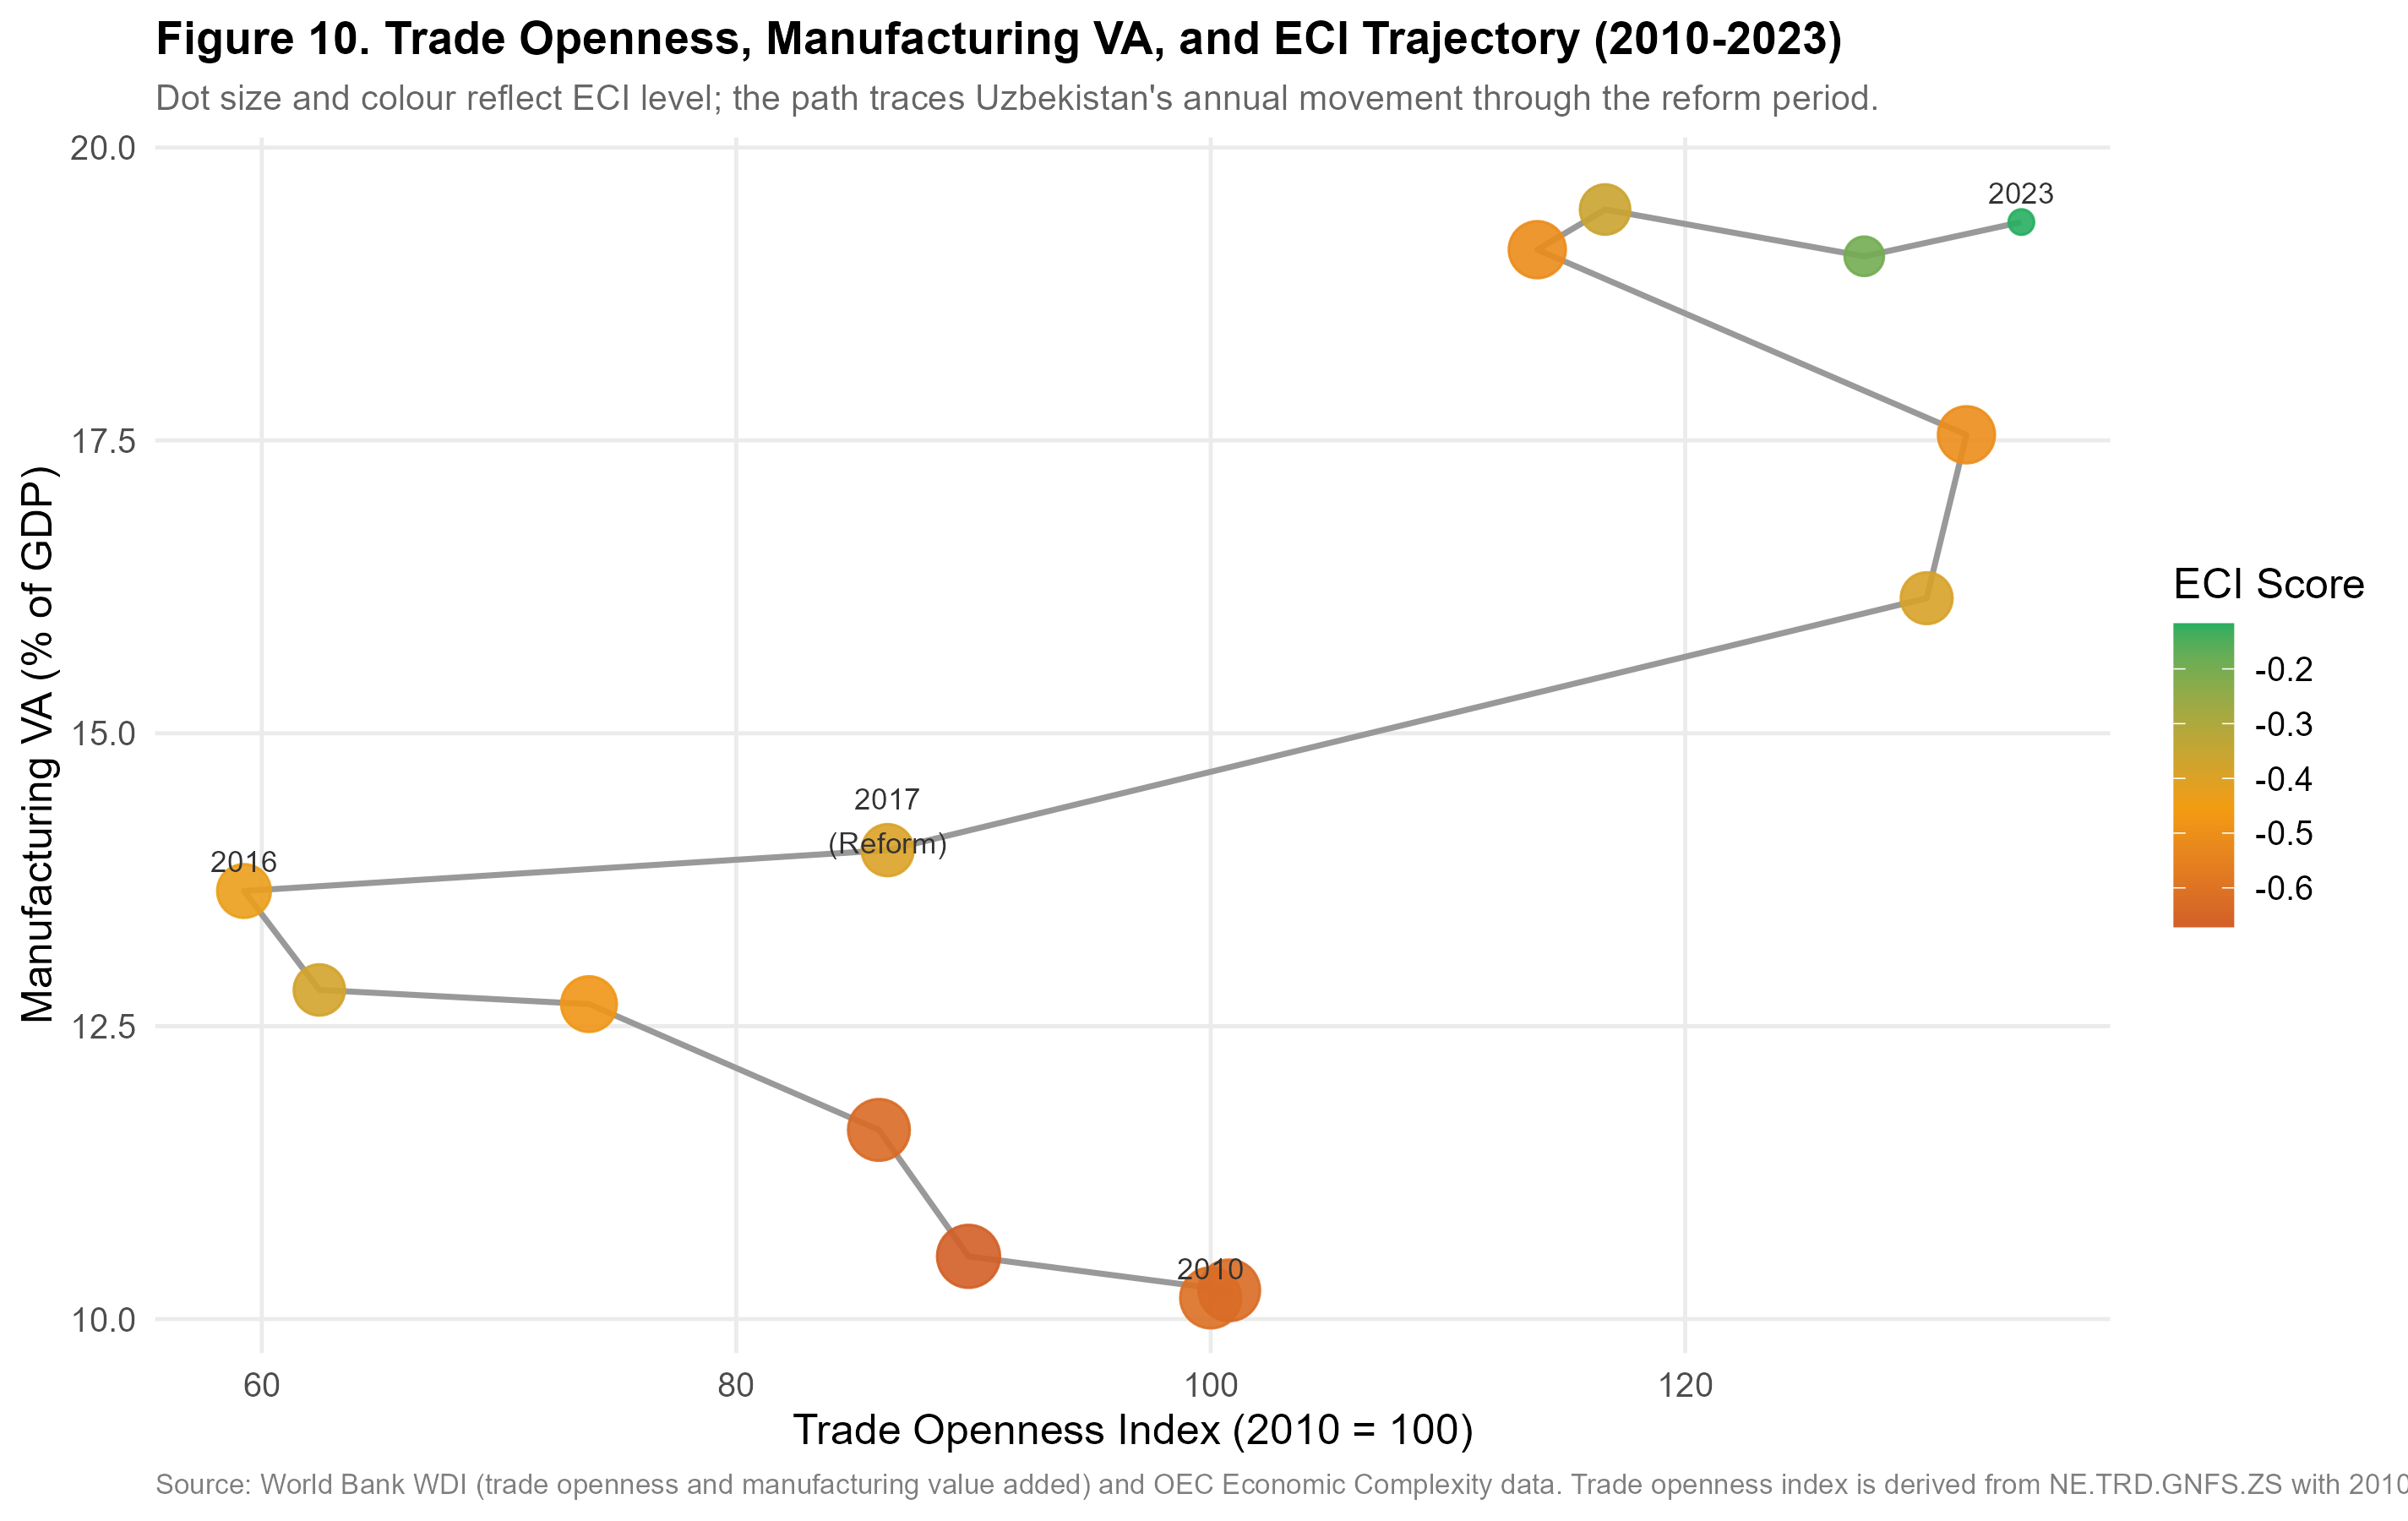 Figure 10. Trade Openness, Manufacturing VA, and ECI Trajectory (2010-2023)
Dot size and colour reflect ECI level; the path traces Uzbekistan's annual movement through the reform period.
Manufacturing VA (% of GDP)
20.0
17.5
15.0
12.5
10.0
2023
2017
(Reform)
2016
2010
ECI Score
-0.2
-0.3
-0.4
-0.5
-0.6
60
80
100
120
Trade Openness Index (2010 = 100)
Source: World Bank WDI (trade openness and manufacturing value added) and OEC Economic Complexity data. Trade openness index is derived from NE.TRD.GNFS.ZS with 2010